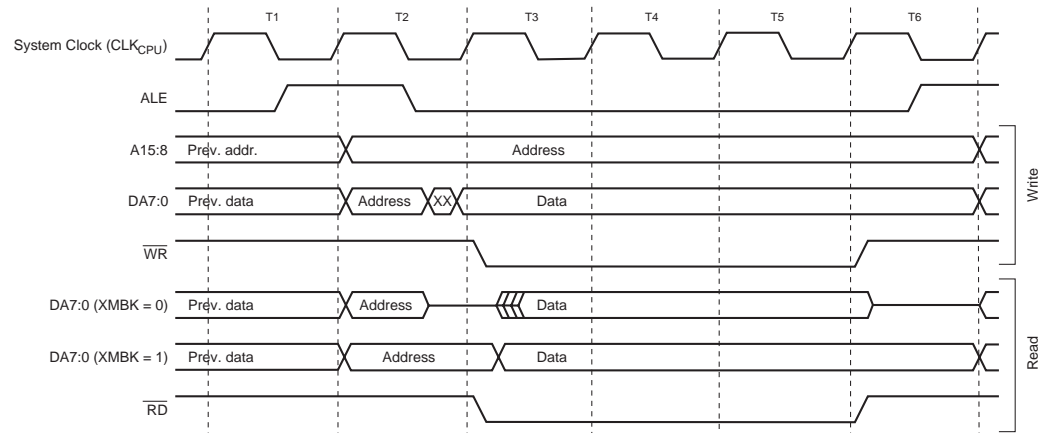 T1 T2 T3 T4 T5 T6
System Clock (CLKCPU)
ALE
A15:8 Prev. addr. Address
DA7:0 Prev. data Address XX Data
WR
Write
DA7:0 (XMBK = 0) Prev. data Address Data
DA7:0 (XMBK = 1) Prev. data Address Data
RD
Read